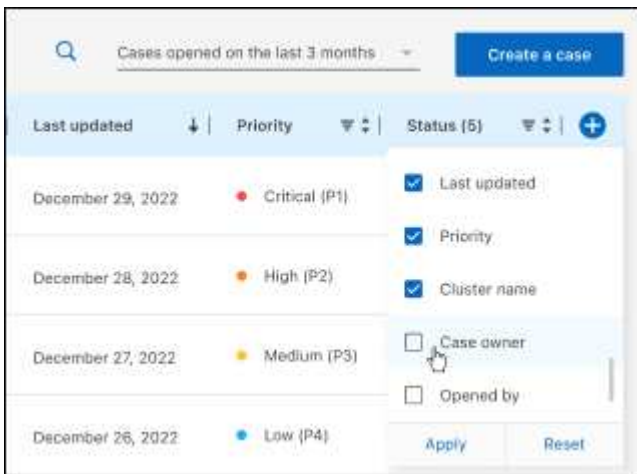 Cases opened on the last 3 months
Create a case
Last updated
Priority
Status (5)
Last updated
December 29, 2022
Critical (P1)
Priority
December 28, 2022
High (P2)
Cluster name
Case owner
December 27, 2022
Medium (P3)
Opened by
December 26, 2022
Low (P4)
Apply
Reset